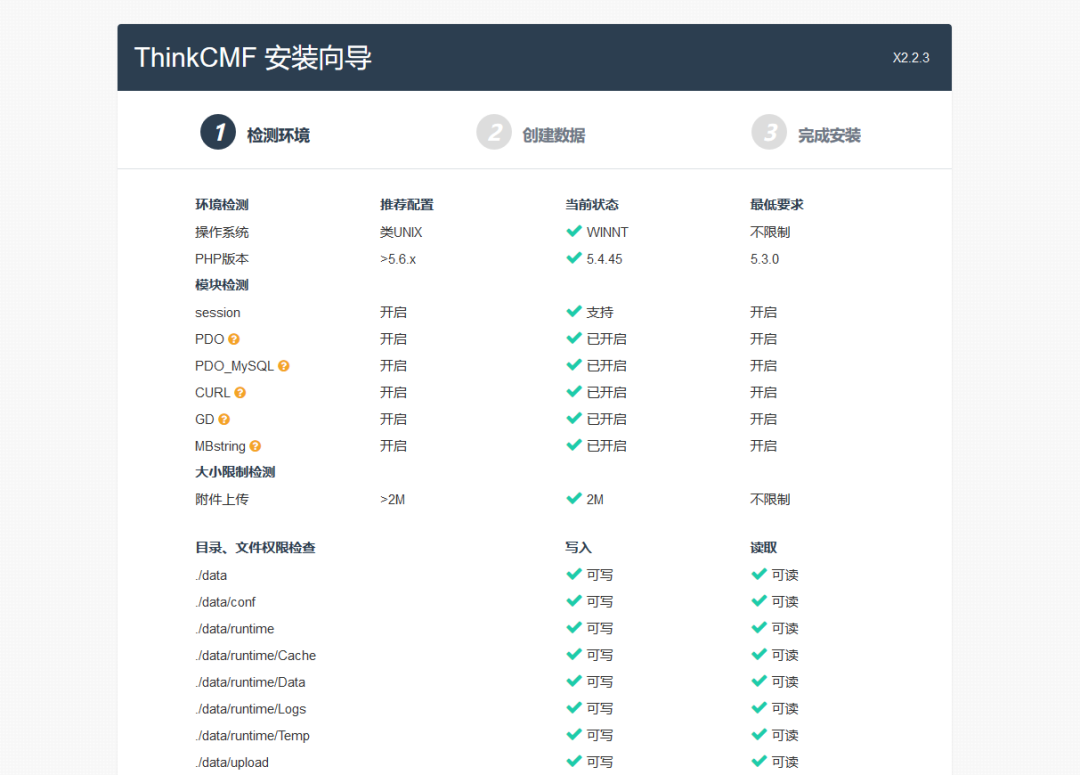 ThinkCMF 安装向导 X2.2.3
1 检测环境 2 创建数据 3 完成安装
环境检测 推荐配置 当前状态 最低要求
操作系统 类UNIX WINNT 不限制
PHP版本 >5.6.x 5.4.45 5.3.0
模块检测
session 开启 支持 开启
PDO 开启 已开启 开启
PDO_MySQL 开启 已开启 开启
CURL 开启 已开启 开启
GD 开启 已开启 开启
MBstring 开启 已开启 开启
大小限制检测
附件上传 >2M 2M 不限制
目录、文件权限检查 写入 读取
./data 可写 可读
./data/conf 可写 可读
./data/runtime 可写 可读
./data/runtime/Cache 可写 可读
./data/runtime/Data 可写 可读
./data/runtime/Logs 可写 可读
./data/runtime/Temp 可写 可读
./data/upload 可写 可读